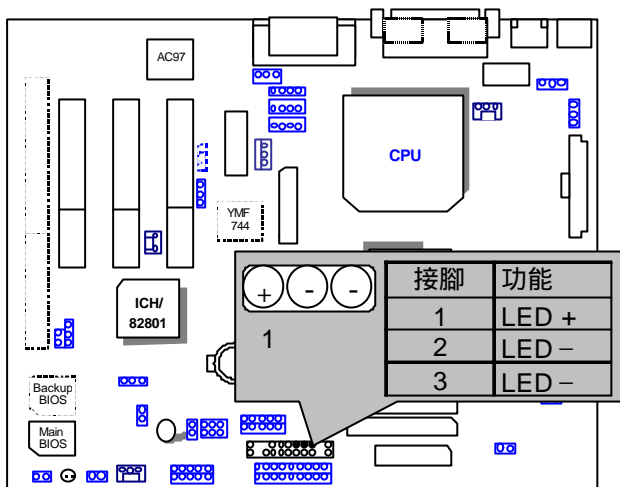 AC97
CPU
YMF
744
ICH/
82801
Backup
BIOS
Main
BIOS
+ - -
1
接腳 功能
1 LED +
2 LED –
3 LED –